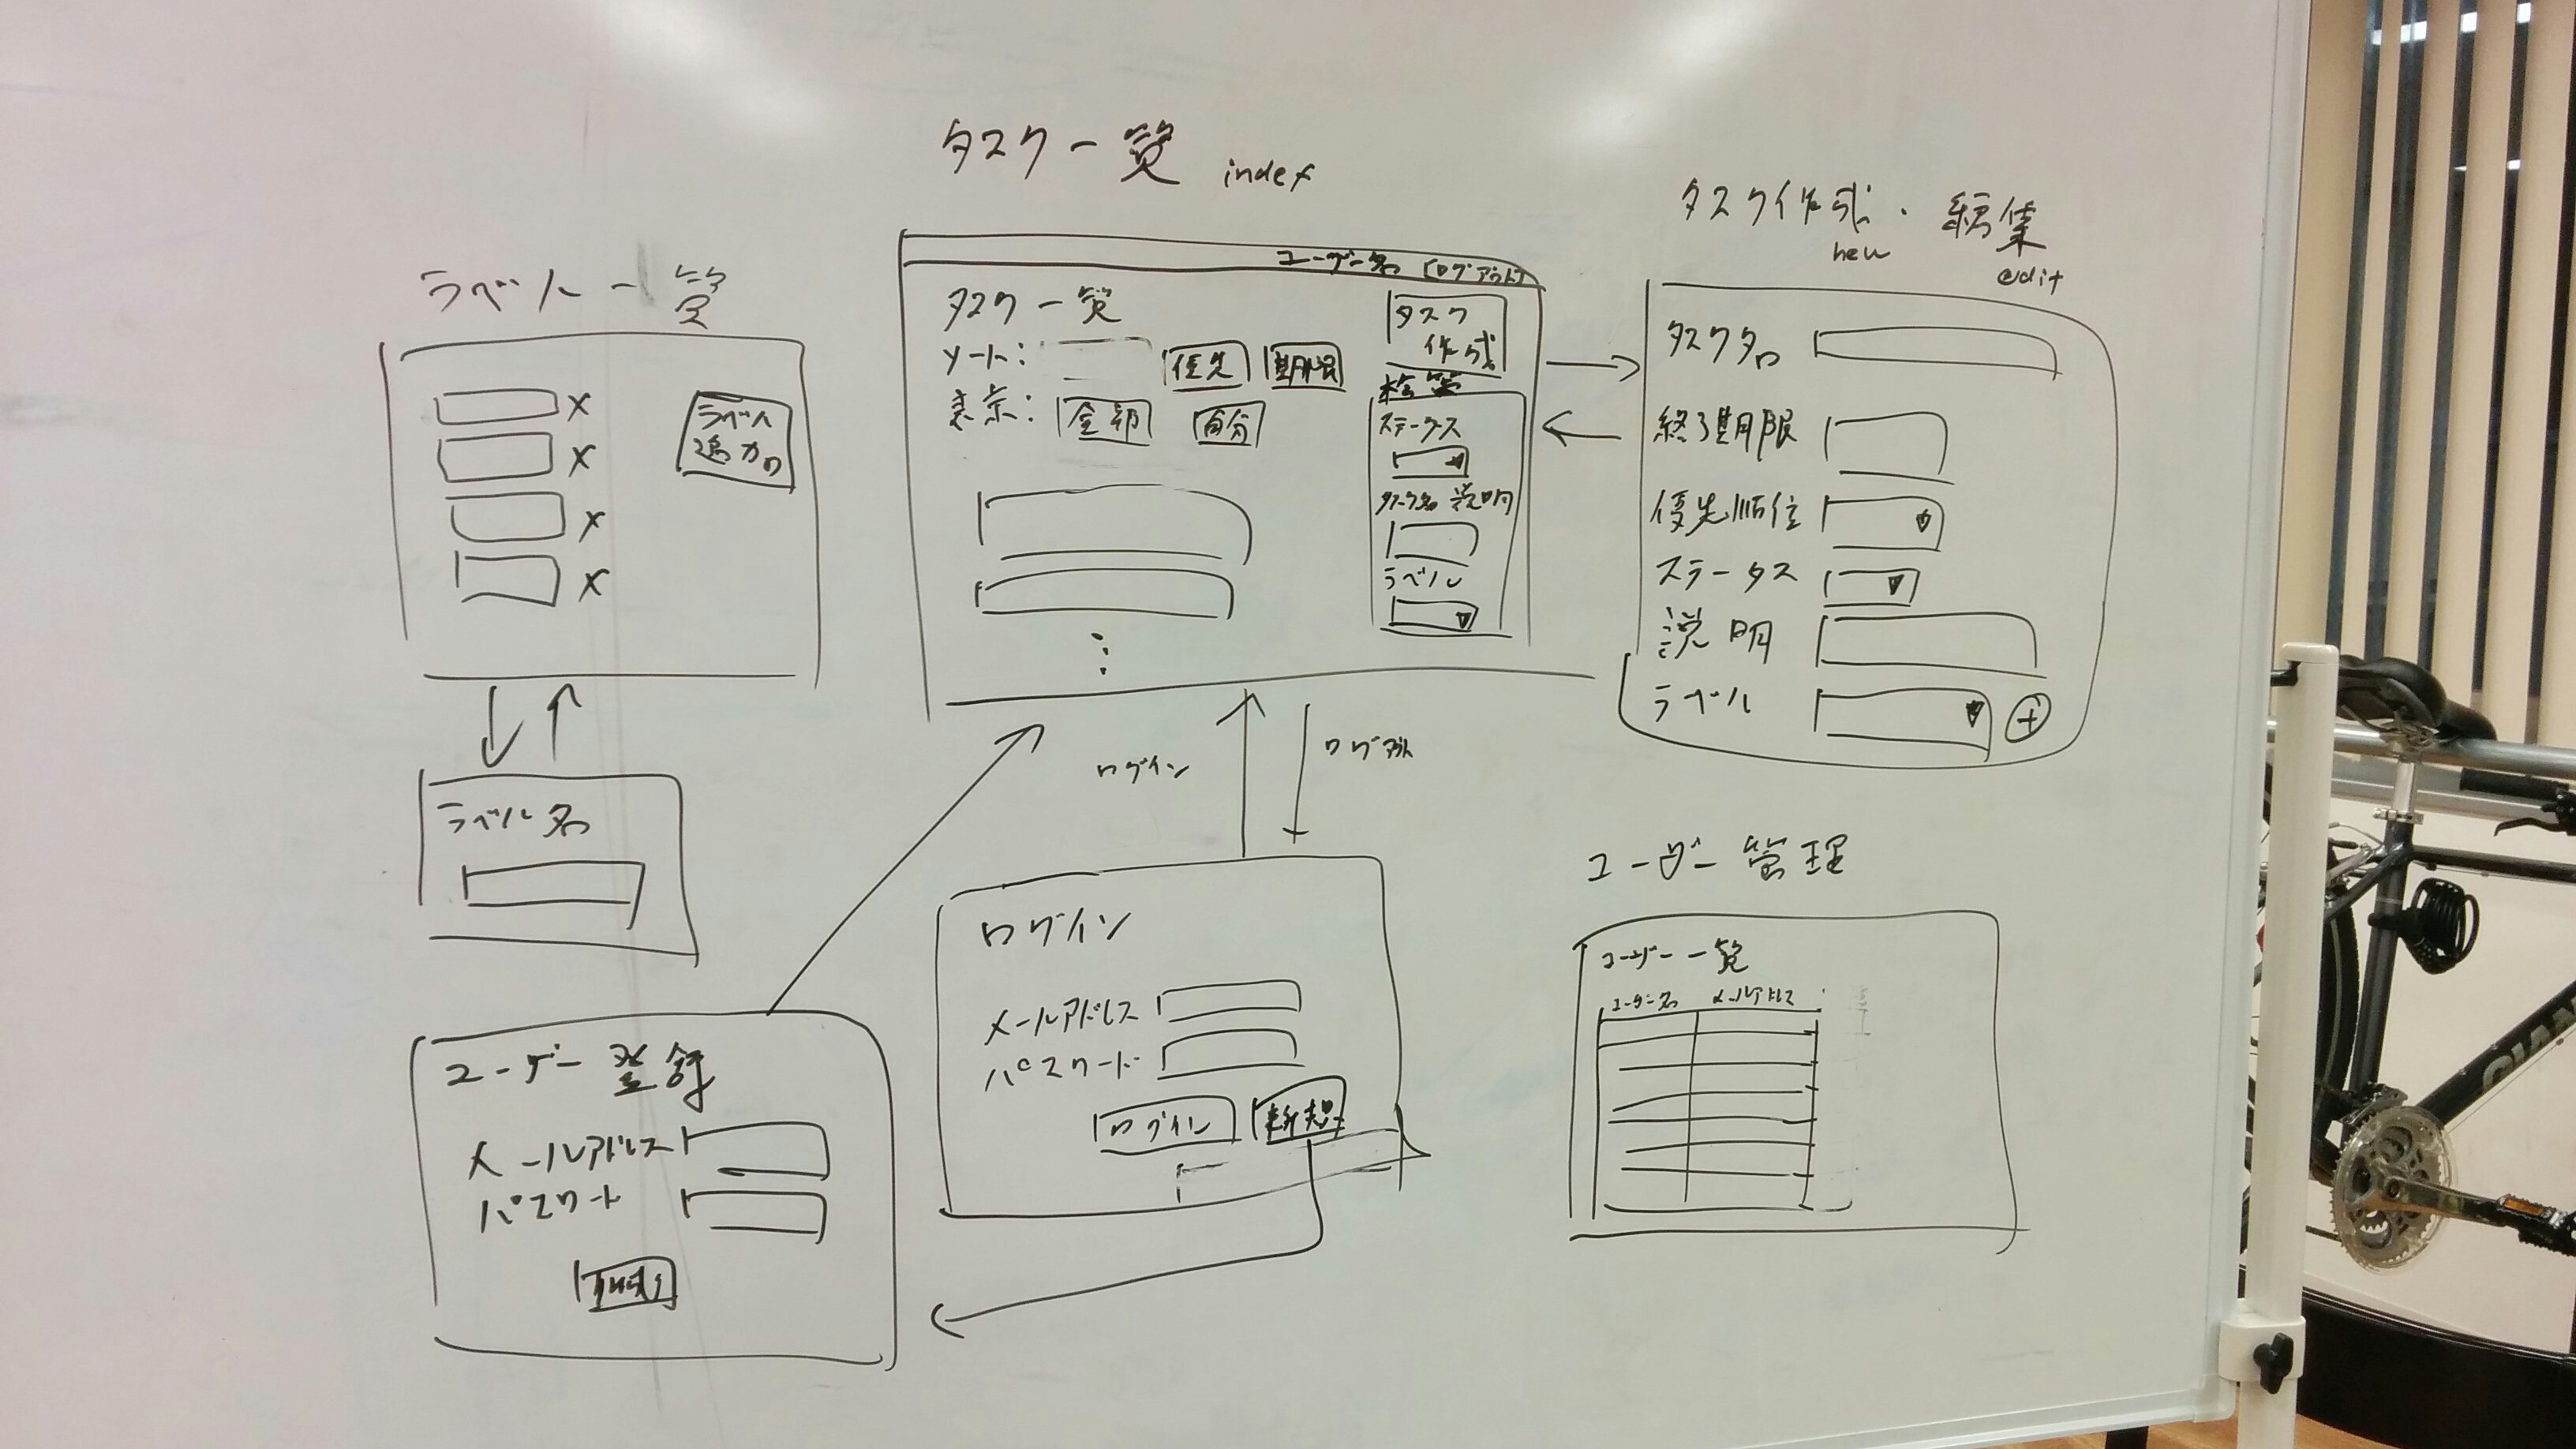 タスク一覧 index
ユーザー名 [ログアウト]
タスク一覧
ソート:
優先
期限
表示:
全部
自分
タスク
作成
検索
ステータス
タスク名 説明
ラベル
タスク作成・編集
new
edit
タスク名
終了期限
優先順位
ステータス
説明
ラベル
+
ラベル一覧
×
×
×
×
ラベル
追加
ラベル名
ログイン
ログアウト
ログイン
メールアドレス
パスワード
ログイン
新規
ユーザー登録
メールアドレス
パスワード
ユーザー管理
ユーザー一覧
ユーザー名
メールアドレス
GIANT